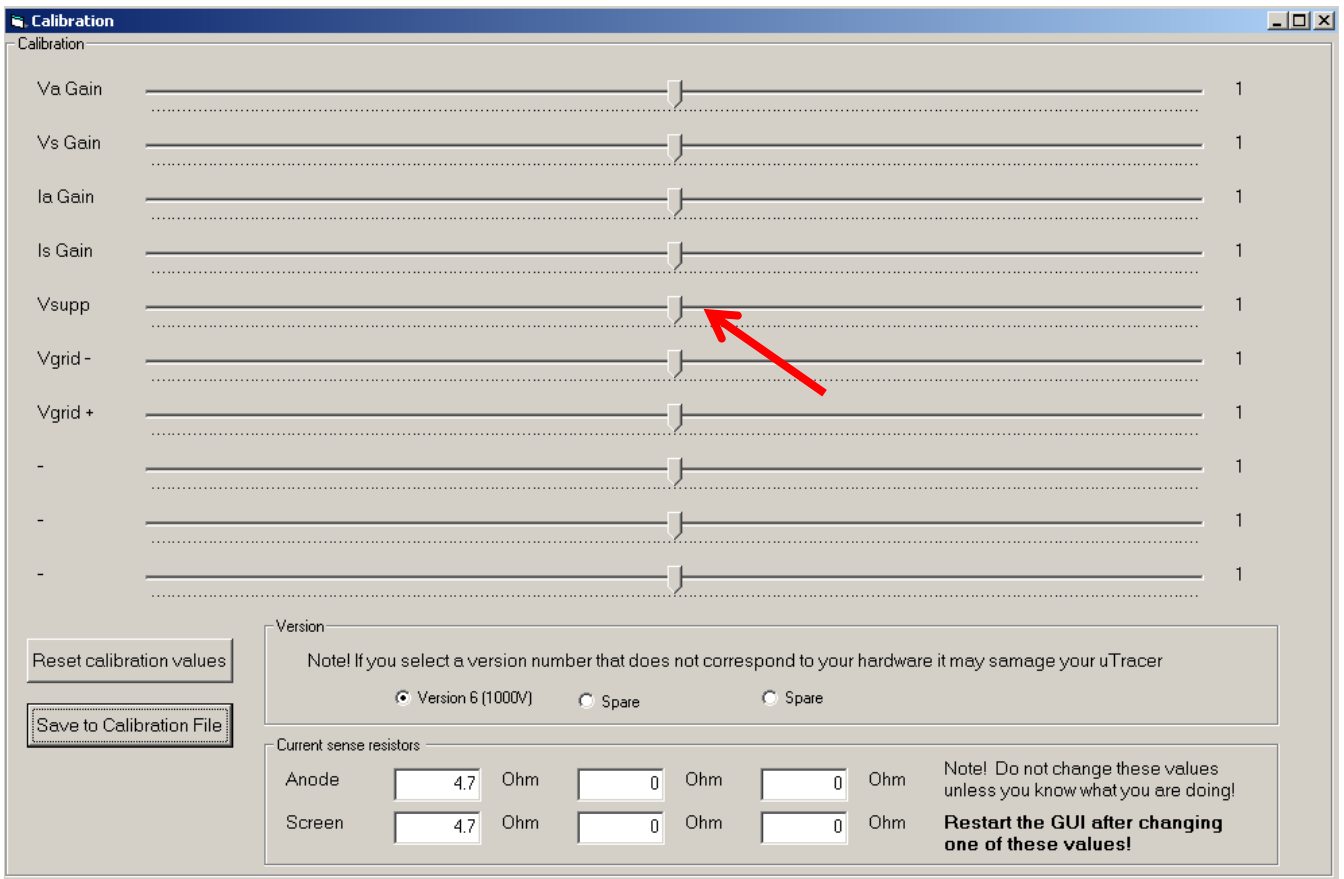 Calibration
Calibration
Va Gain 1
Vs Gain 1
Ia Gain 1
Is Gain 1
Vsupp 1
Vgrid - 1
Vgrid + 1
- 1
- 1
- 1
Reset calibration values
Save to Calibration File
Version
Note! If you select a version number that does not correspond to your hardware it may samage your uTracer
Version 6 (1000V) Spare Spare
Current sense resistors
Anode 4.7 Ohm 0 Ohm 0 Ohm
Screen 4.7 Ohm 0 Ohm 0 Ohm
Note! Do not change these values
unless you know what you are doing!
Restart the GUI after changing
one of these values!